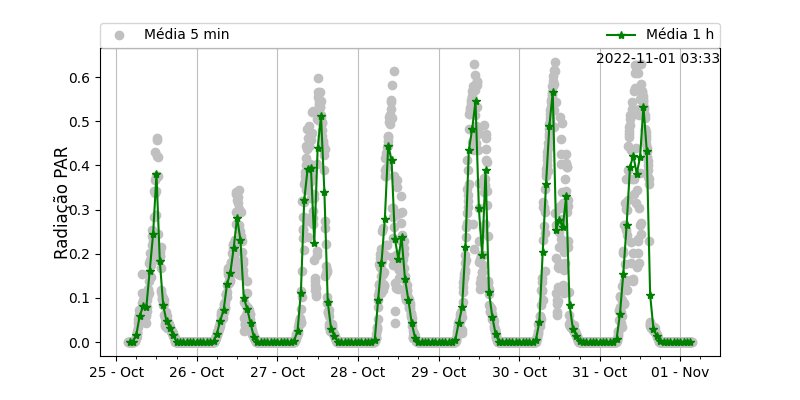 Média 5 min Média 1 h
2022-11-01 03:33
Radiação PAR
0.6
0.5
0.4
0.3
0.2
0.1
0.0
25 - Oct 26 - Oct 27 - Oct 28 - Oct 29 - Oct 30 - Oct 31 - Oct 01 - Nov